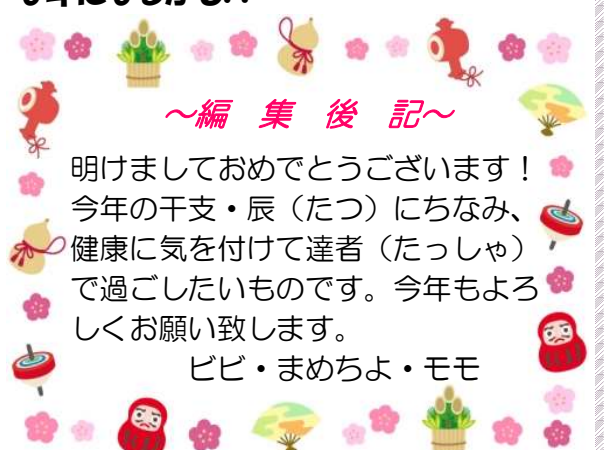 ～編 集 後 記～
明けましておめでとうございます！
今年の干支・辰（たつ）にちなみ、
健康に気を付けて達者（たっしゃ）
で過ごしたいものです。今年もよろ
しくお願い致します。
ビビ・まめちよ・モモ